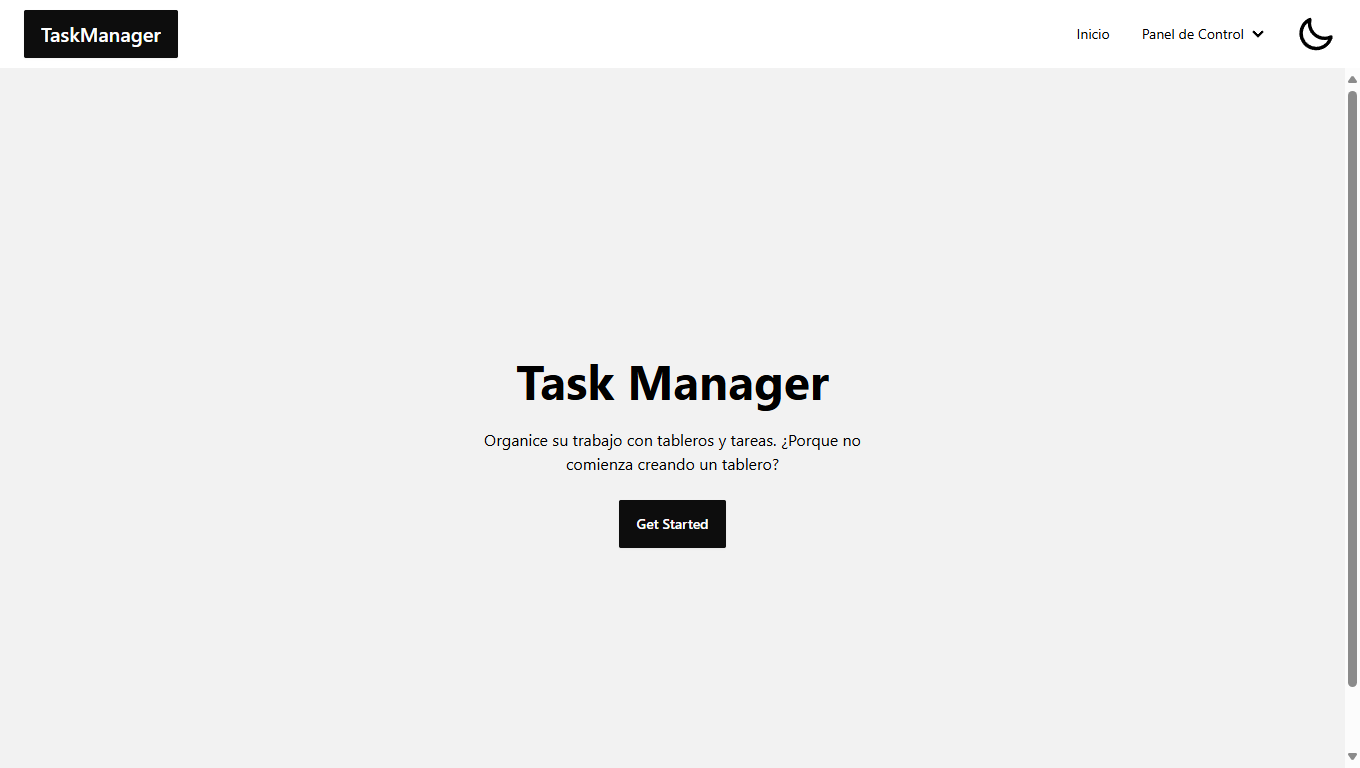 TaskManager
Inicio
Panel de Control
Task Manager
Organice su trabajo con tableros y tareas. ¿Porque no
comienza creando un tablero?
Get Started